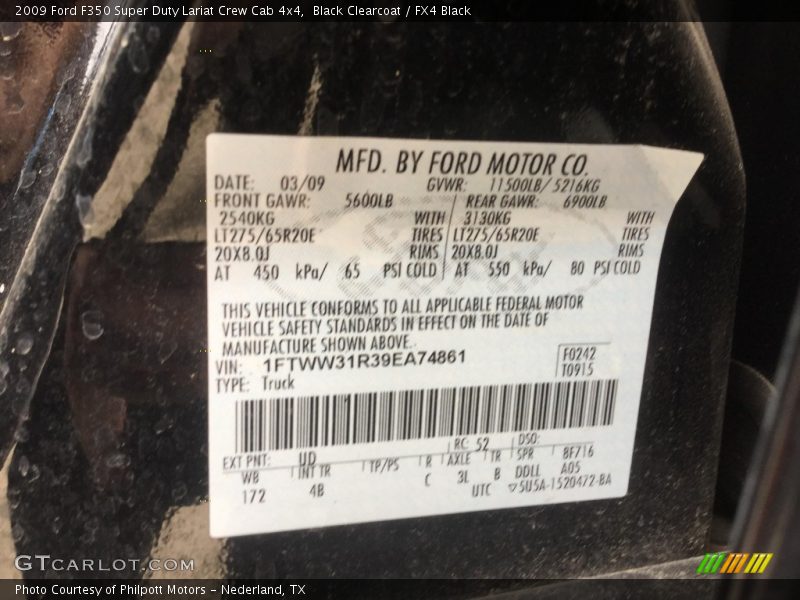 2009 Ford F350 Super Duty Lariat Crew Cab 4x4,  Black Clearcoat / FX4 Black
MFD. BY FORD MOTOR CO.
DATE: 03/09 GVWR: 11500LB/ 5216KG
FRONT GAWR: 5600LB REAR GAWR: 6900LB
2540KG WITH 3130KG WITH
LT275/65R20E TIRES LT275/65R20E TIRES
20X8.0J RIMS 20X8.0J RIMS
AT 450 kPa/ 65 PSI COLD AT 550 kPa/ 80 PSI COLD
THIS VEHICLE CONFORMS TO ALL APPLICABLE FEDERAL MOTOR
VEHICLE SAFETY STANDARDS IN EFFECT ON THE DATE OF
MANUFACTURE SHOWN ABOVE.
VIN: 1FTWW31R39EA74861 F0242
TYPE: Truck T0915
RC: 52 DSO:
EXT PNT: UD
WB INT TR TP/PS R AXLE TR SPR 8F716
172 4B C 3L B DDLL A05
UTC ▽5U5A-1520472-BA
GTCARLOT.COM
Photo Courtesy of Philpott Motors – Nederland, TX